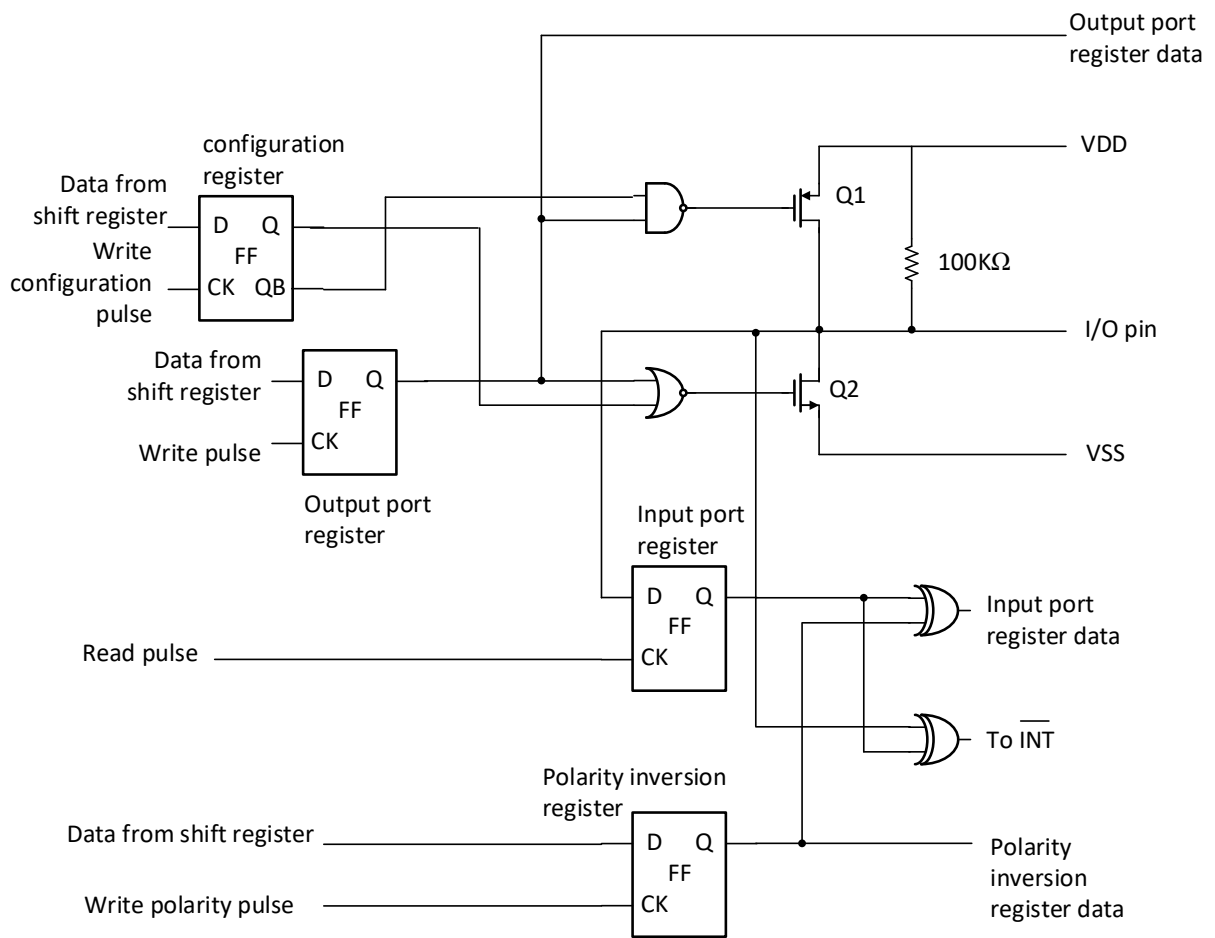 Output port
register data
configuration
register
VDD
Data from
shift register
Q1
D
Q
FF
Write
configuration
pulse
CK
QB
100KΩ
I/O pin
Data from
shift register
D
Q
FF
CK
Q2
Write pulse
VSS
Output port
register
Input port
register
D
Q
FF
CK
Input port
register data
Read pulse
To I̅N̅T̅
Polarity inversion
register
Data from shift register
D
Q
FF
CK
Polarity
inversion
register data
Write polarity pulse